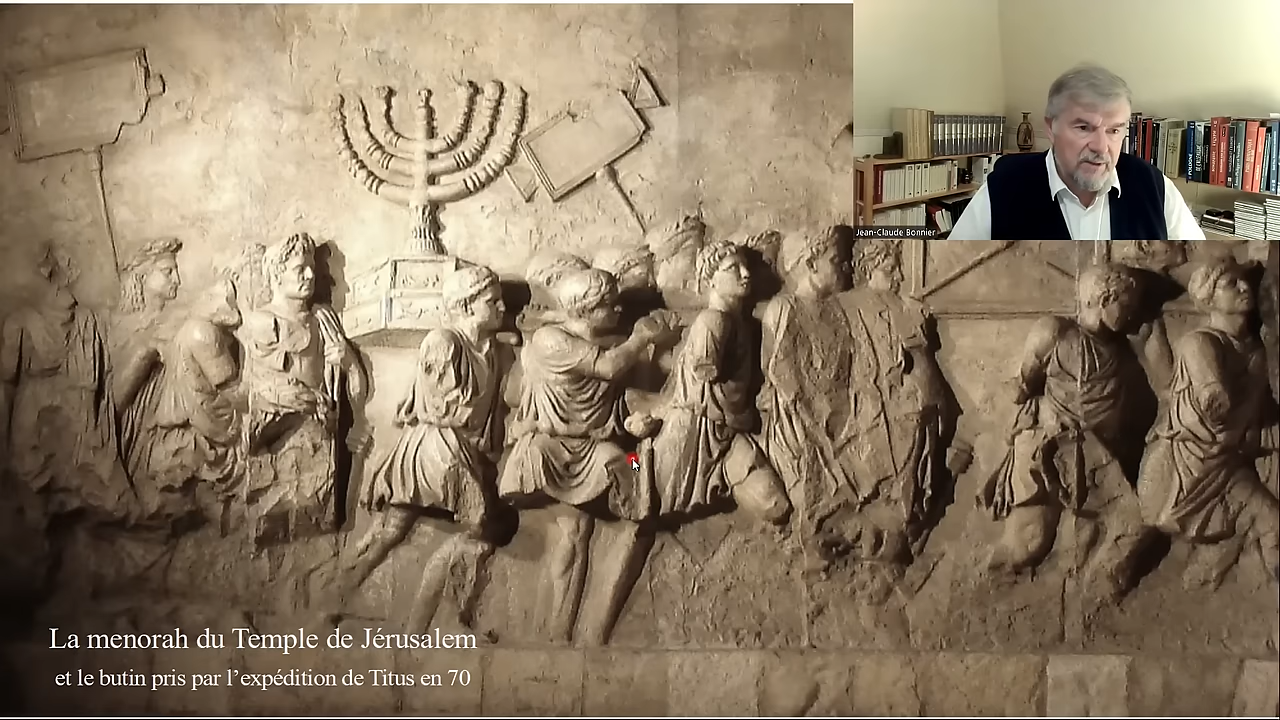 Jean-Claude Bonnier
La menorah du Temple de Jérusalem
et le butin pris par l’expédition de Titus en 70